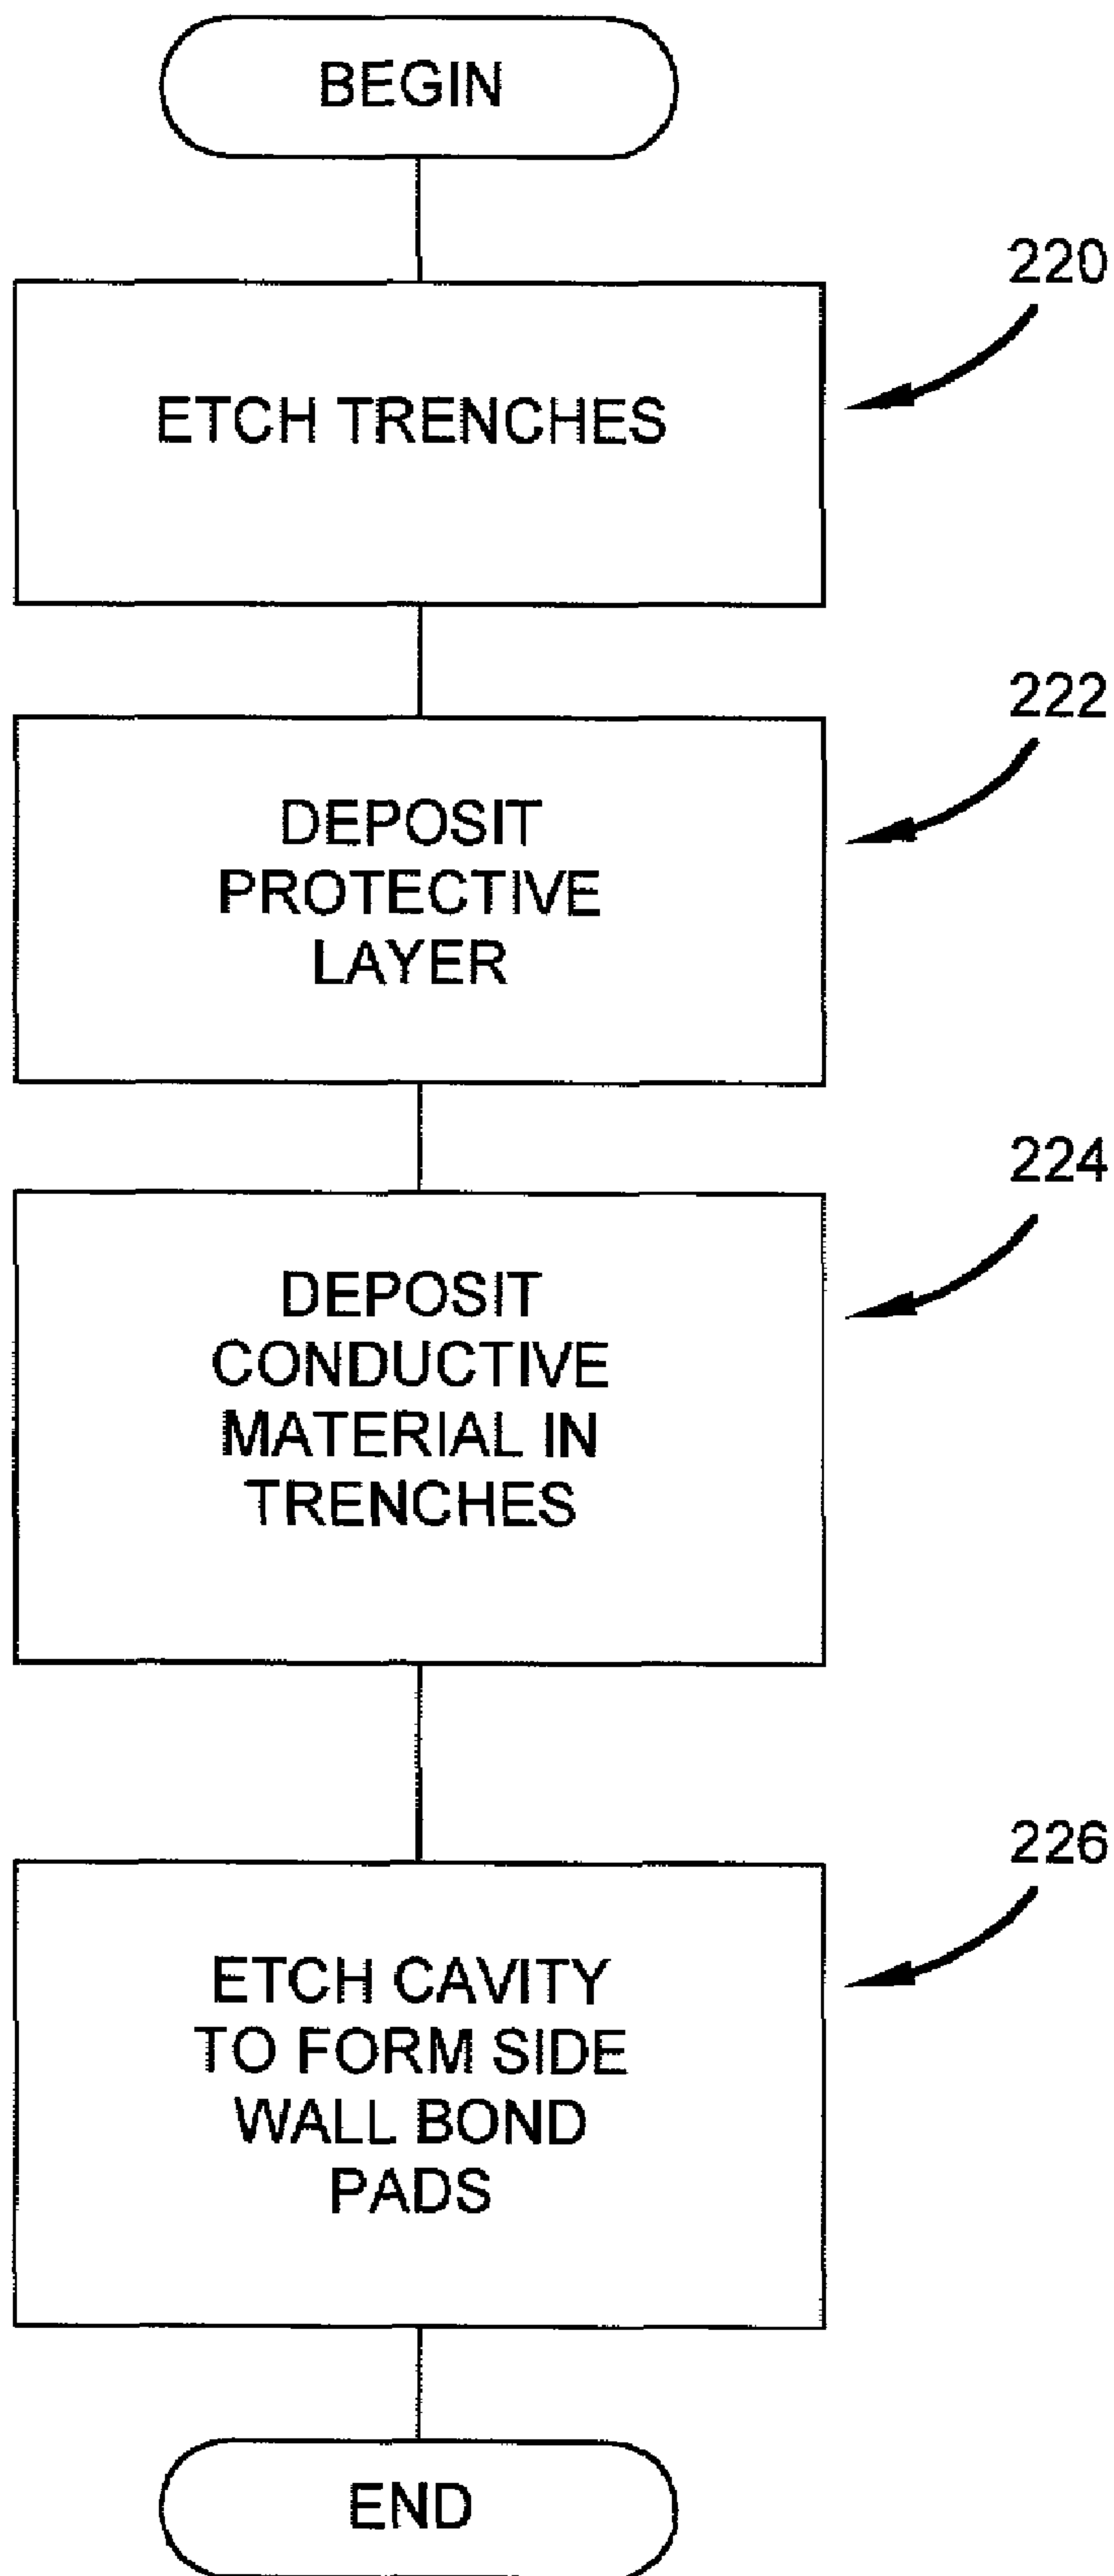 BEGIN
220
ETCH TRENCHES
222
DEPOSIT
PROTECTIVE
LAYER
224
DEPOSIT
CONDUCTIVE
MATERIAL IN
TRENCHES
226
ETCH CAVITY
TO FORM SIDE
WALL BOND
PADS
END